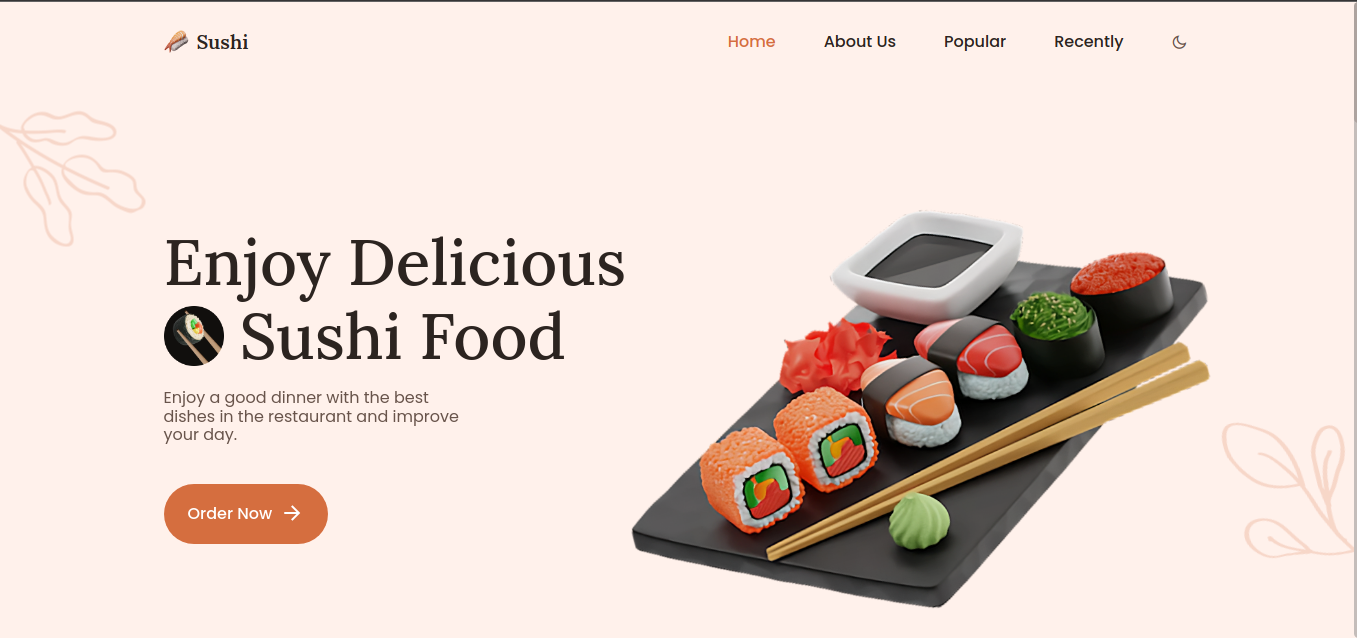 Sushi
Home
About Us
Popular
Recently
Enjoy Delicious
Sushi Food
Enjoy a good dinner with the best
dishes in the restaurant and improve
your day.
Order Now